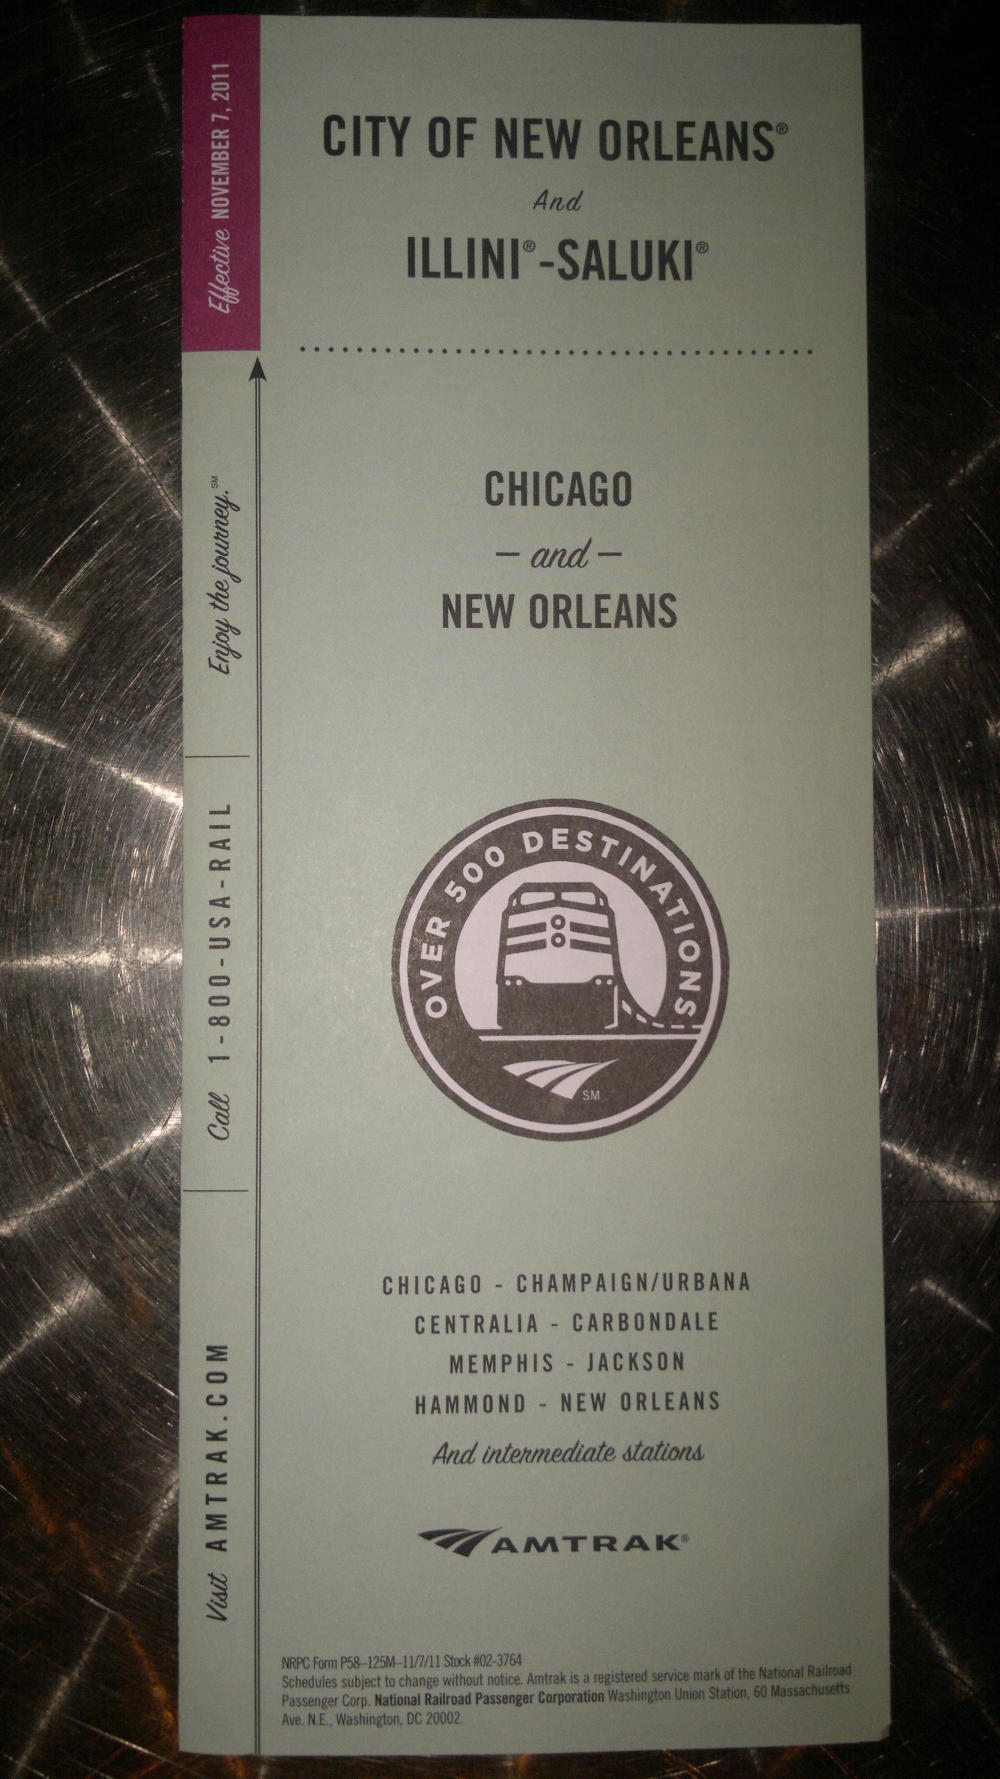 Effective NOVEMBER 7, 2011
CITY OF NEW ORLEANS®
And
ILLINI®-SALUKI®
Enjoy the journey.℠
CHICAGO
– and –
NEW ORLEANS
Call 1-800-USA-RAIL
OVER 500 DESTINATIONS
SM
Visit AMTRAK.COM
CHICAGO - CHAMPAIGN/URBANA
CENTRALIA - CARBONDALE
MEMPHIS - JACKSON
HAMMOND - NEW ORLEANS
And intermediate stations
AMTRAK®
NRPC Form P58–125M–11/7/11 Stock #02-3764
Schedules subject to change without notice. Amtrak is a registered service mark of the National Railroad
Passenger Corp. National Railroad Passenger Corporation Washington Union Station, 60 Massachusetts
Ave. N.E., Washington, DC 20002.